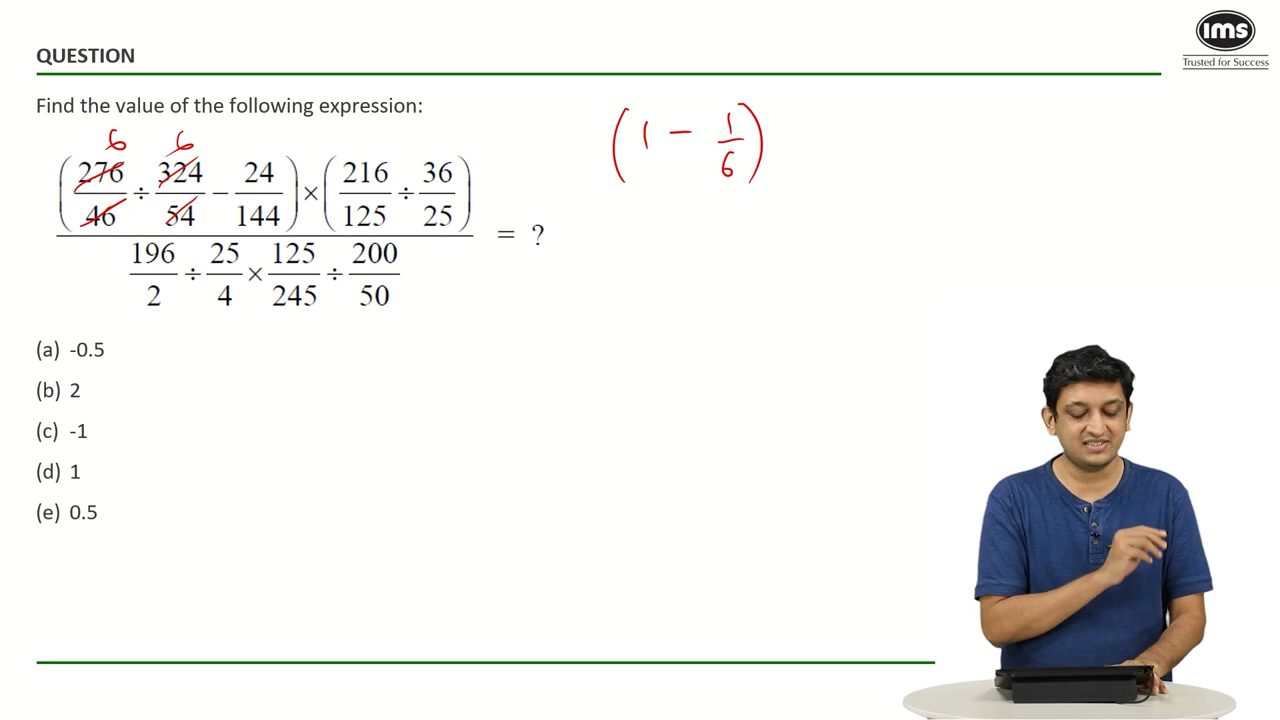 ims
Trusted for Success
QUESTION
Find the value of the following expression:
6 6
(276/46 ÷ 324/54 − 24/144) × (216/125 ÷ 36/25)
196/2 ÷ 25/4 × 125/245 ÷ 200/50
= ?
(1 − 1/6)
(a) -0.5
(b) 2
(c) -1
(d) 1
(e) 0.5